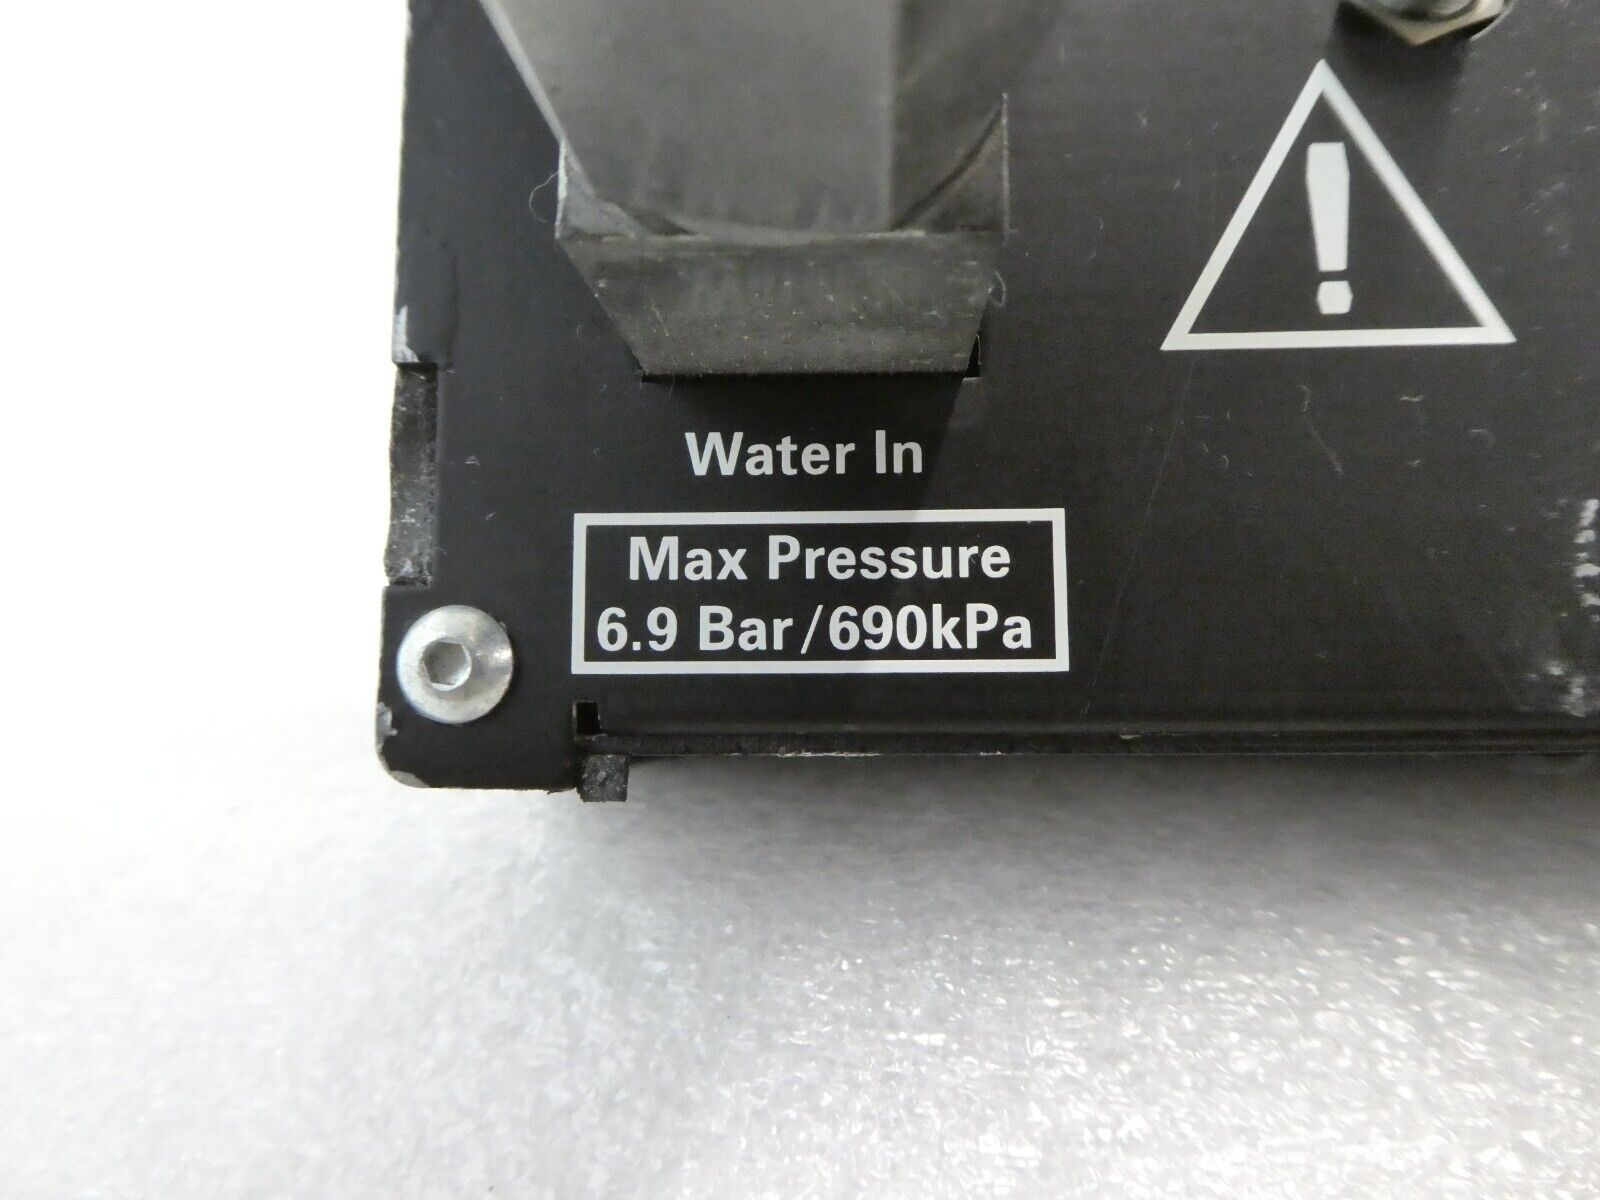 Water In
Max Pressure
6.9 Bar/690kPa